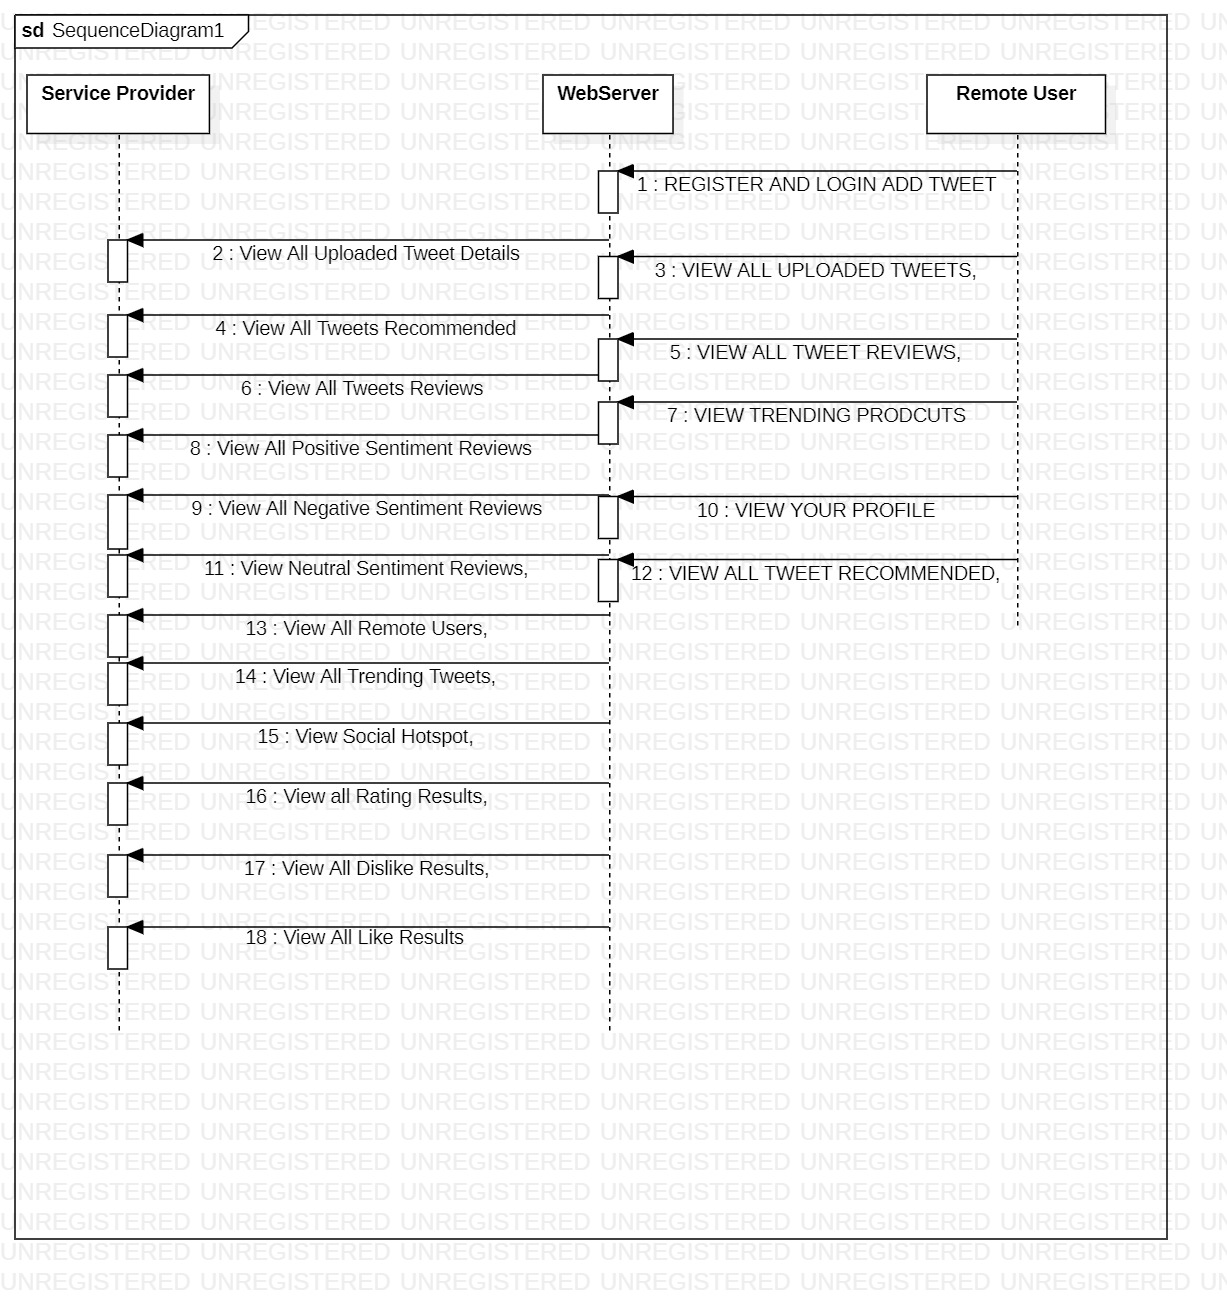 sd SequenceDiagram1
Service Provider
WebServer
Remote User
1 : REGISTER AND LOGIN ADD TWEET
2 : View All Uploaded Tweet Details
3 : VIEW ALL UPLOADED TWEETS,
4 : View All Tweets Recommended
5 : VIEW ALL TWEET REVIEWS,
6 : View All Tweets Reviews
7 : VIEW TRENDING PRODCUTS
8 : View All Positive Sentiment Reviews
9 : View All Negative Sentiment Reviews
10 : VIEW YOUR PROFILE
11 : View Neutral Sentiment Reviews,
12 : VIEW ALL TWEET RECOMMENDED,
13 : View All Remote Users,
14 : View All Trending Tweets,
15 : View Social Hotspot,
16 : View all Rating Results,
17 : View All Dislike Results,
18 : View All Like Results
UNREGISTERED